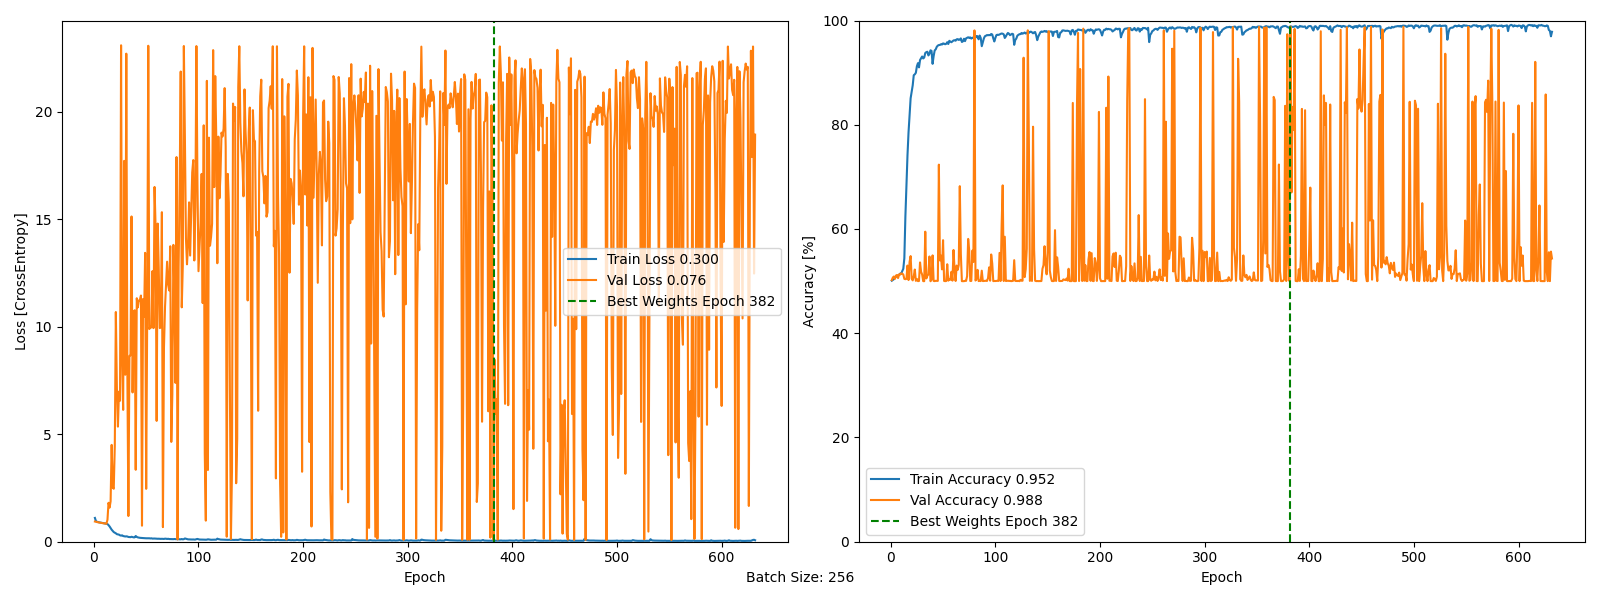 20
15
10
5
0
Loss [CrossEntropy]
Train Loss 0.300
Val Loss 0.076
Best Weights Epoch 382
0 100 200 300 400 500 600
Epoch
100
80
60
40
20
0
Accuracy [%]
Train Accuracy 0.952
Val Accuracy 0.988
Best Weights Epoch 382
0 100 200 300 400 500 600
Epoch
Batch Size: 256